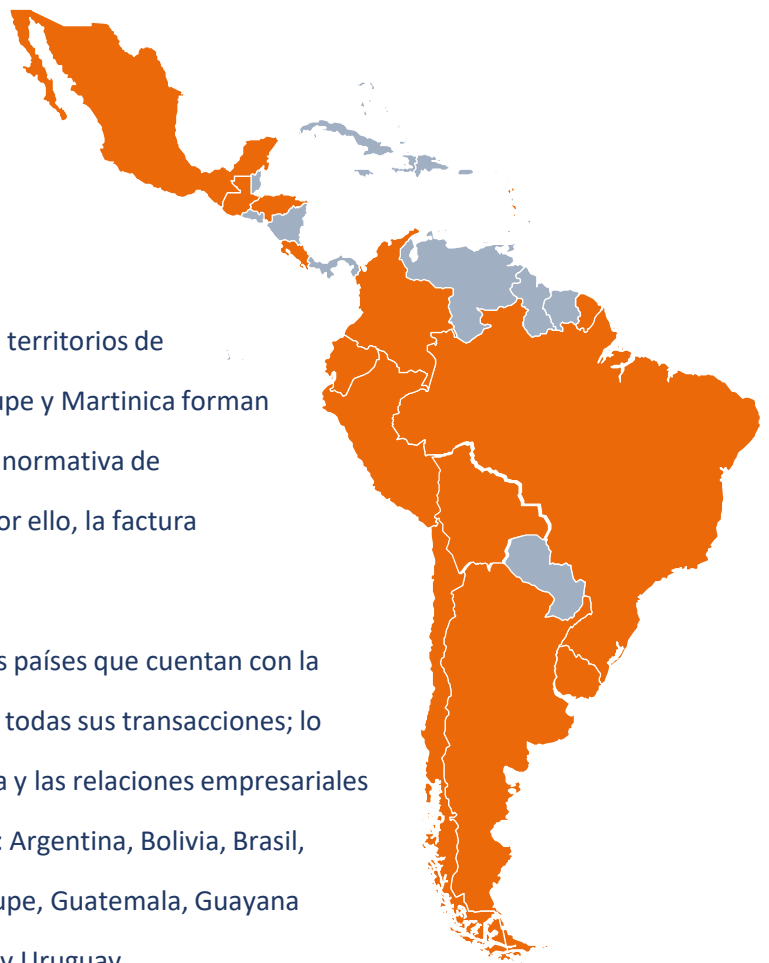 territorios de
upe y Martinica forman
normativa de
or ello, la factura
s países que cuentan con la
todas sus transacciones; lo
a y las relaciones empresariales
: Argentina, Bolivia, Brasil,
upe, Guatemala, Guayana
y Uruguay